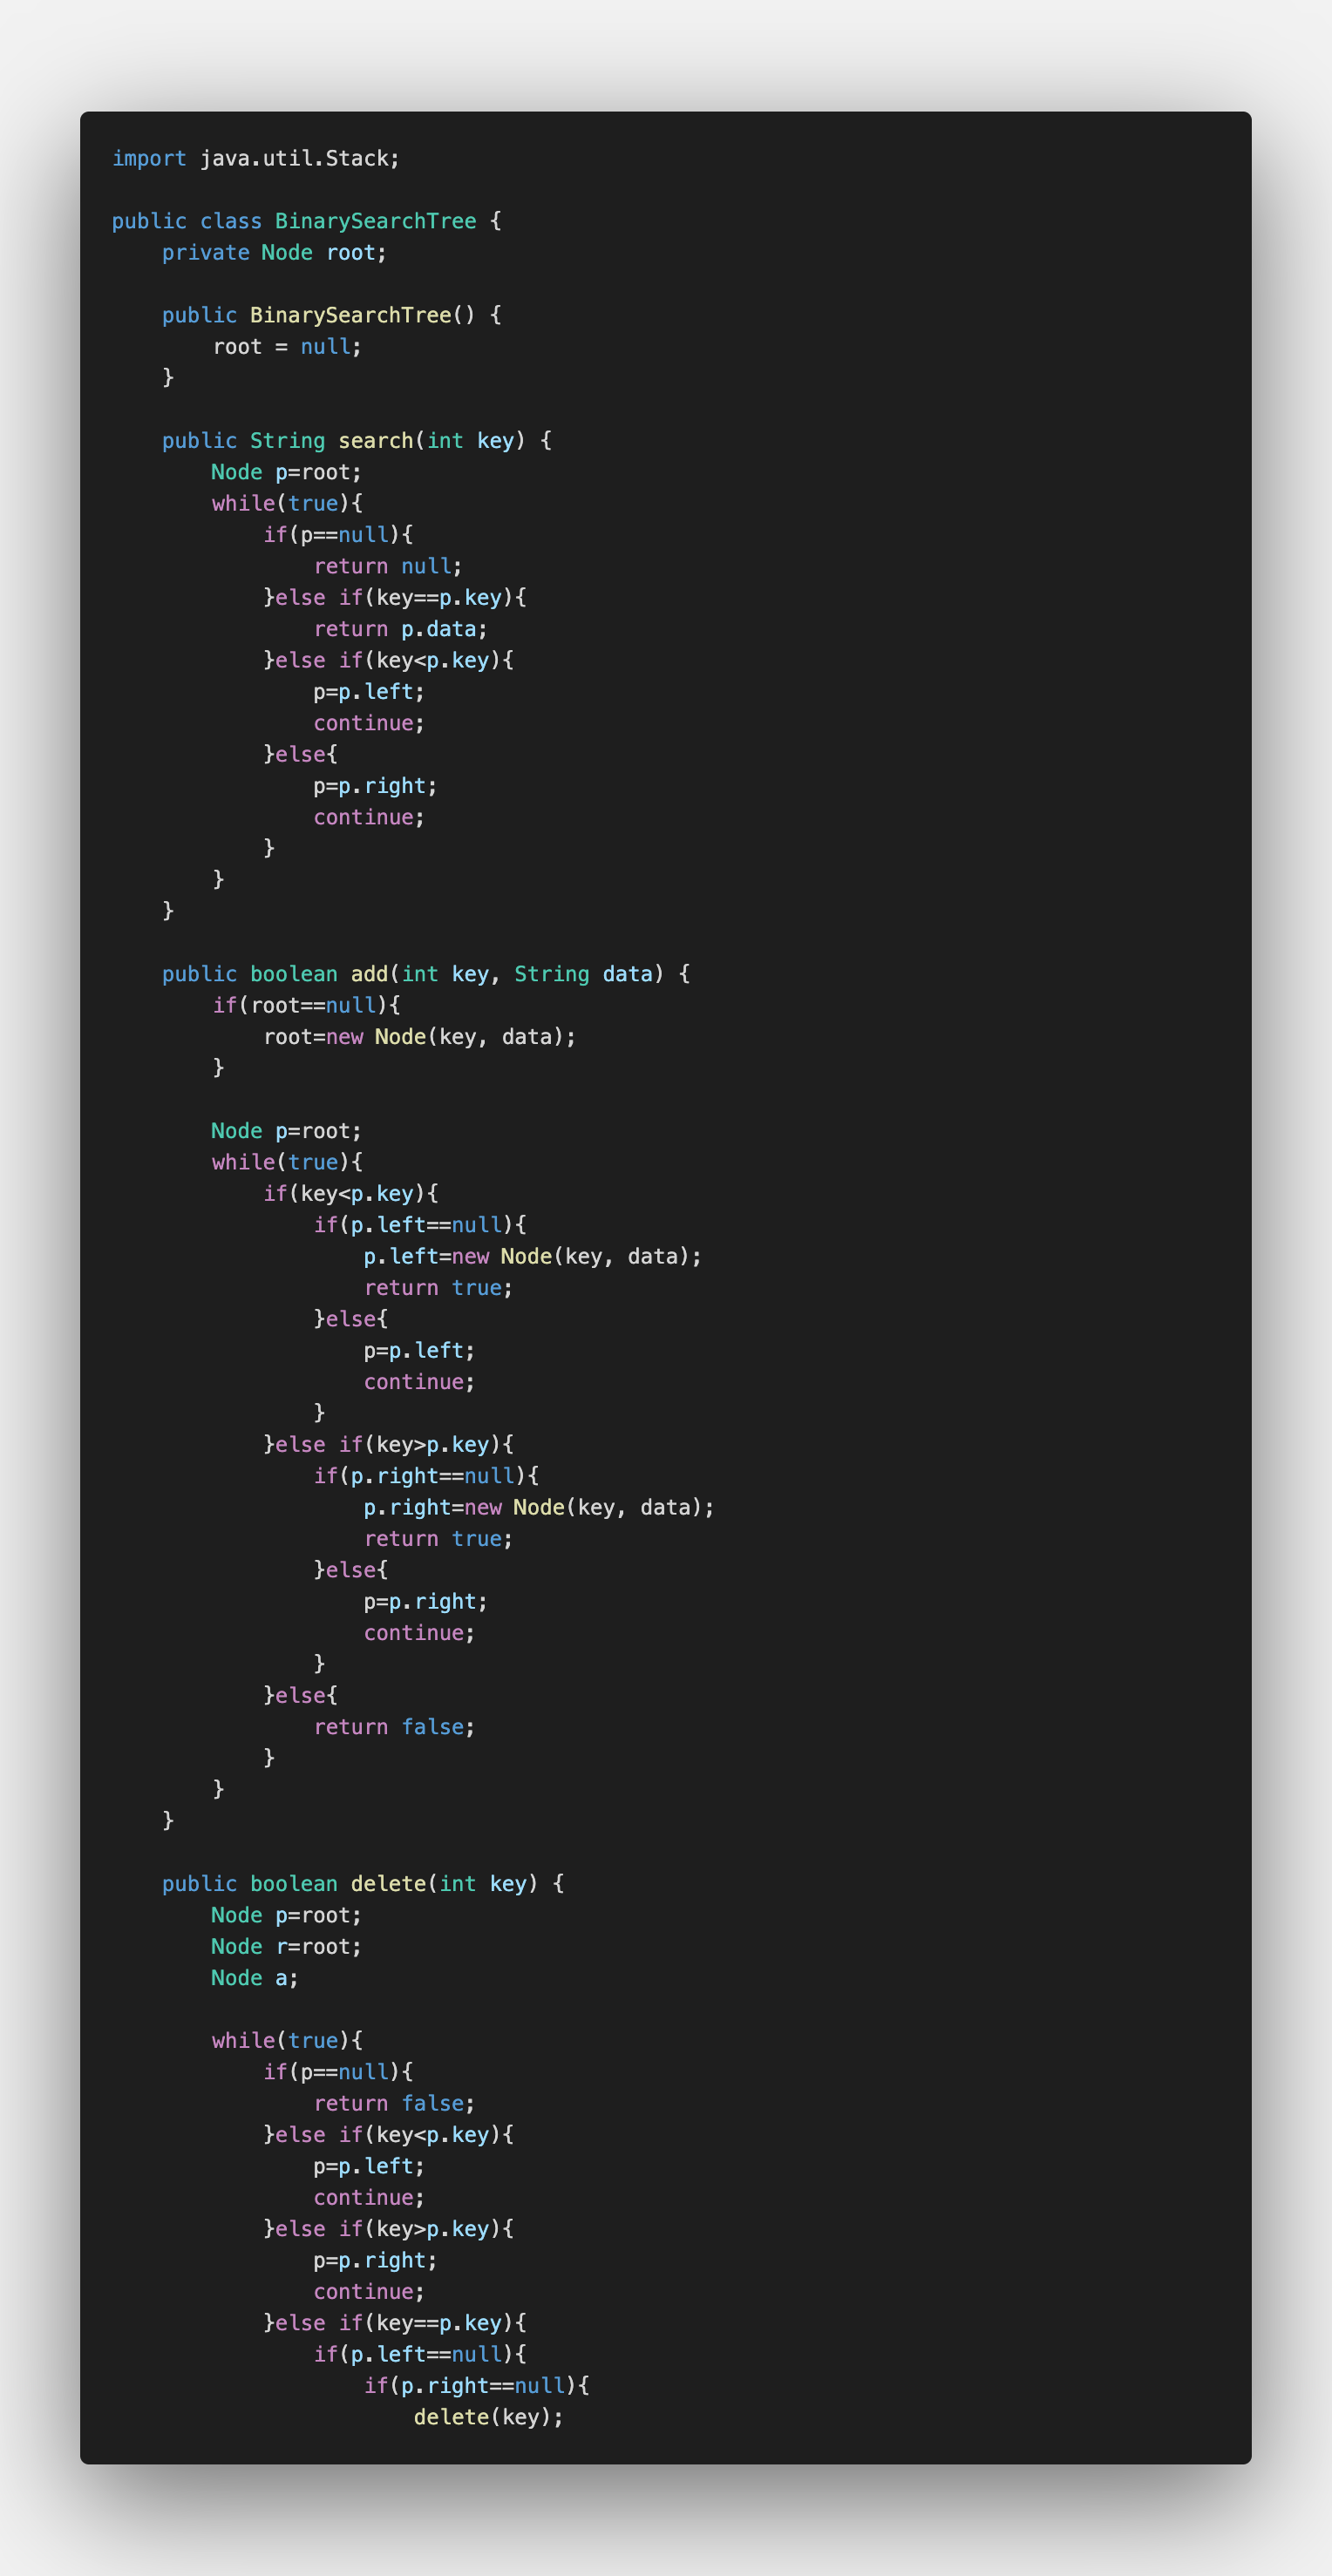 import java.util.Stack;

public class BinarySearchTree {
    private Node root;

    public BinarySearchTree() {
        root = null;
    }

    public String search(int key) {
        Node p=root;
        while(true){
            if(p==null){
                return null;
            }else if(key==p.key){
                return p.data;
            }else if(key<p.key){
                p=p.left;
                continue;
            }else{
                p=p.right;
                continue;
            }
        }
    }

    public boolean add(int key, String data) {
        if(root==null){
            root=new Node(key, data);
        }

        Node p=root;
        while(true){
            if(key<p.key){
                if(p.left==null){
                    p.left=new Node(key, data);
                    return true;
                }else{
                    p=p.left;
                    continue;
                }
            }else if(key>p.key){
                if(p.right==null){
                    p.right=new Node(key, data);
                    return true;
                }else{
                    p=p.right;
                    continue;
                }
            }else{
                return false;
            }
        }
    }

    public boolean delete(int key) {
        Node p=root;
        Node r=root;
        Node a;

        while(true){
            if(p==null){
                return false;
            }else if(key<p.key){
                p=p.left;
                continue;
            }else if(key>p.key){
                p=p.right;
                continue;
            }else if(key==p.key){
                if(p.left==null){
                    if(p.right==null){
                        delete(key);